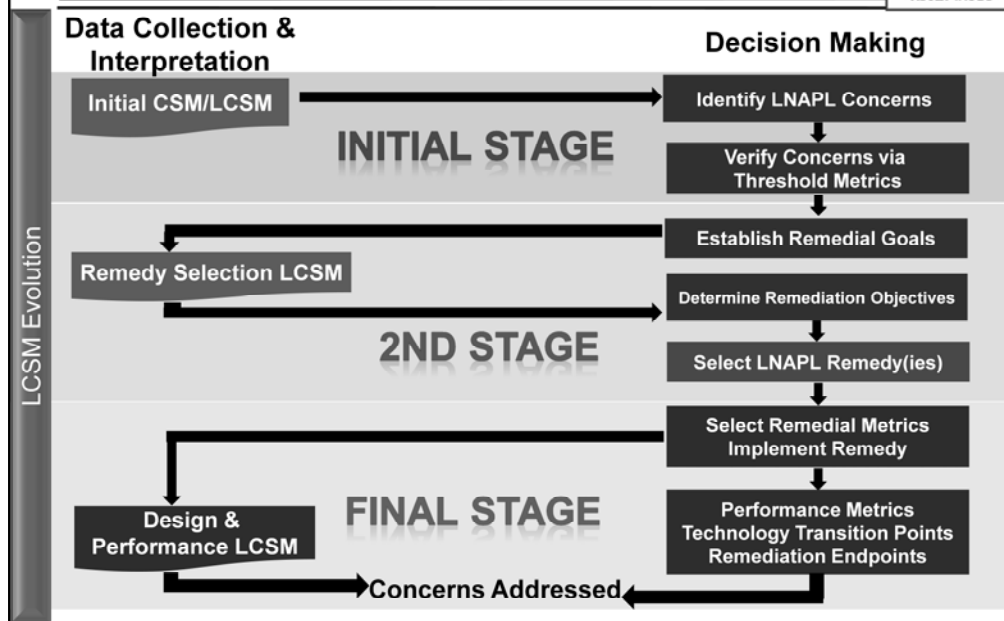 Data Collection &
Interpretation
Decision Making
Initial CSM/LCSM
Identify LNAPL Concerns
INITIAL STAGE
Verify Concerns via
Threshold Metrics
LCSM Evolution
Establish Remedial Goals
Remedy Selection LCSM
Determine Remediation Objectives
2ND STAGE
Select LNAPL Remedy(ies)
Select Remedial Metrics
Implement Remedy
FINAL STAGE
Design &
Performance LCSM
Performance Metrics
Technology Transition Points
Remediation Endpoints
Concerns Addressed